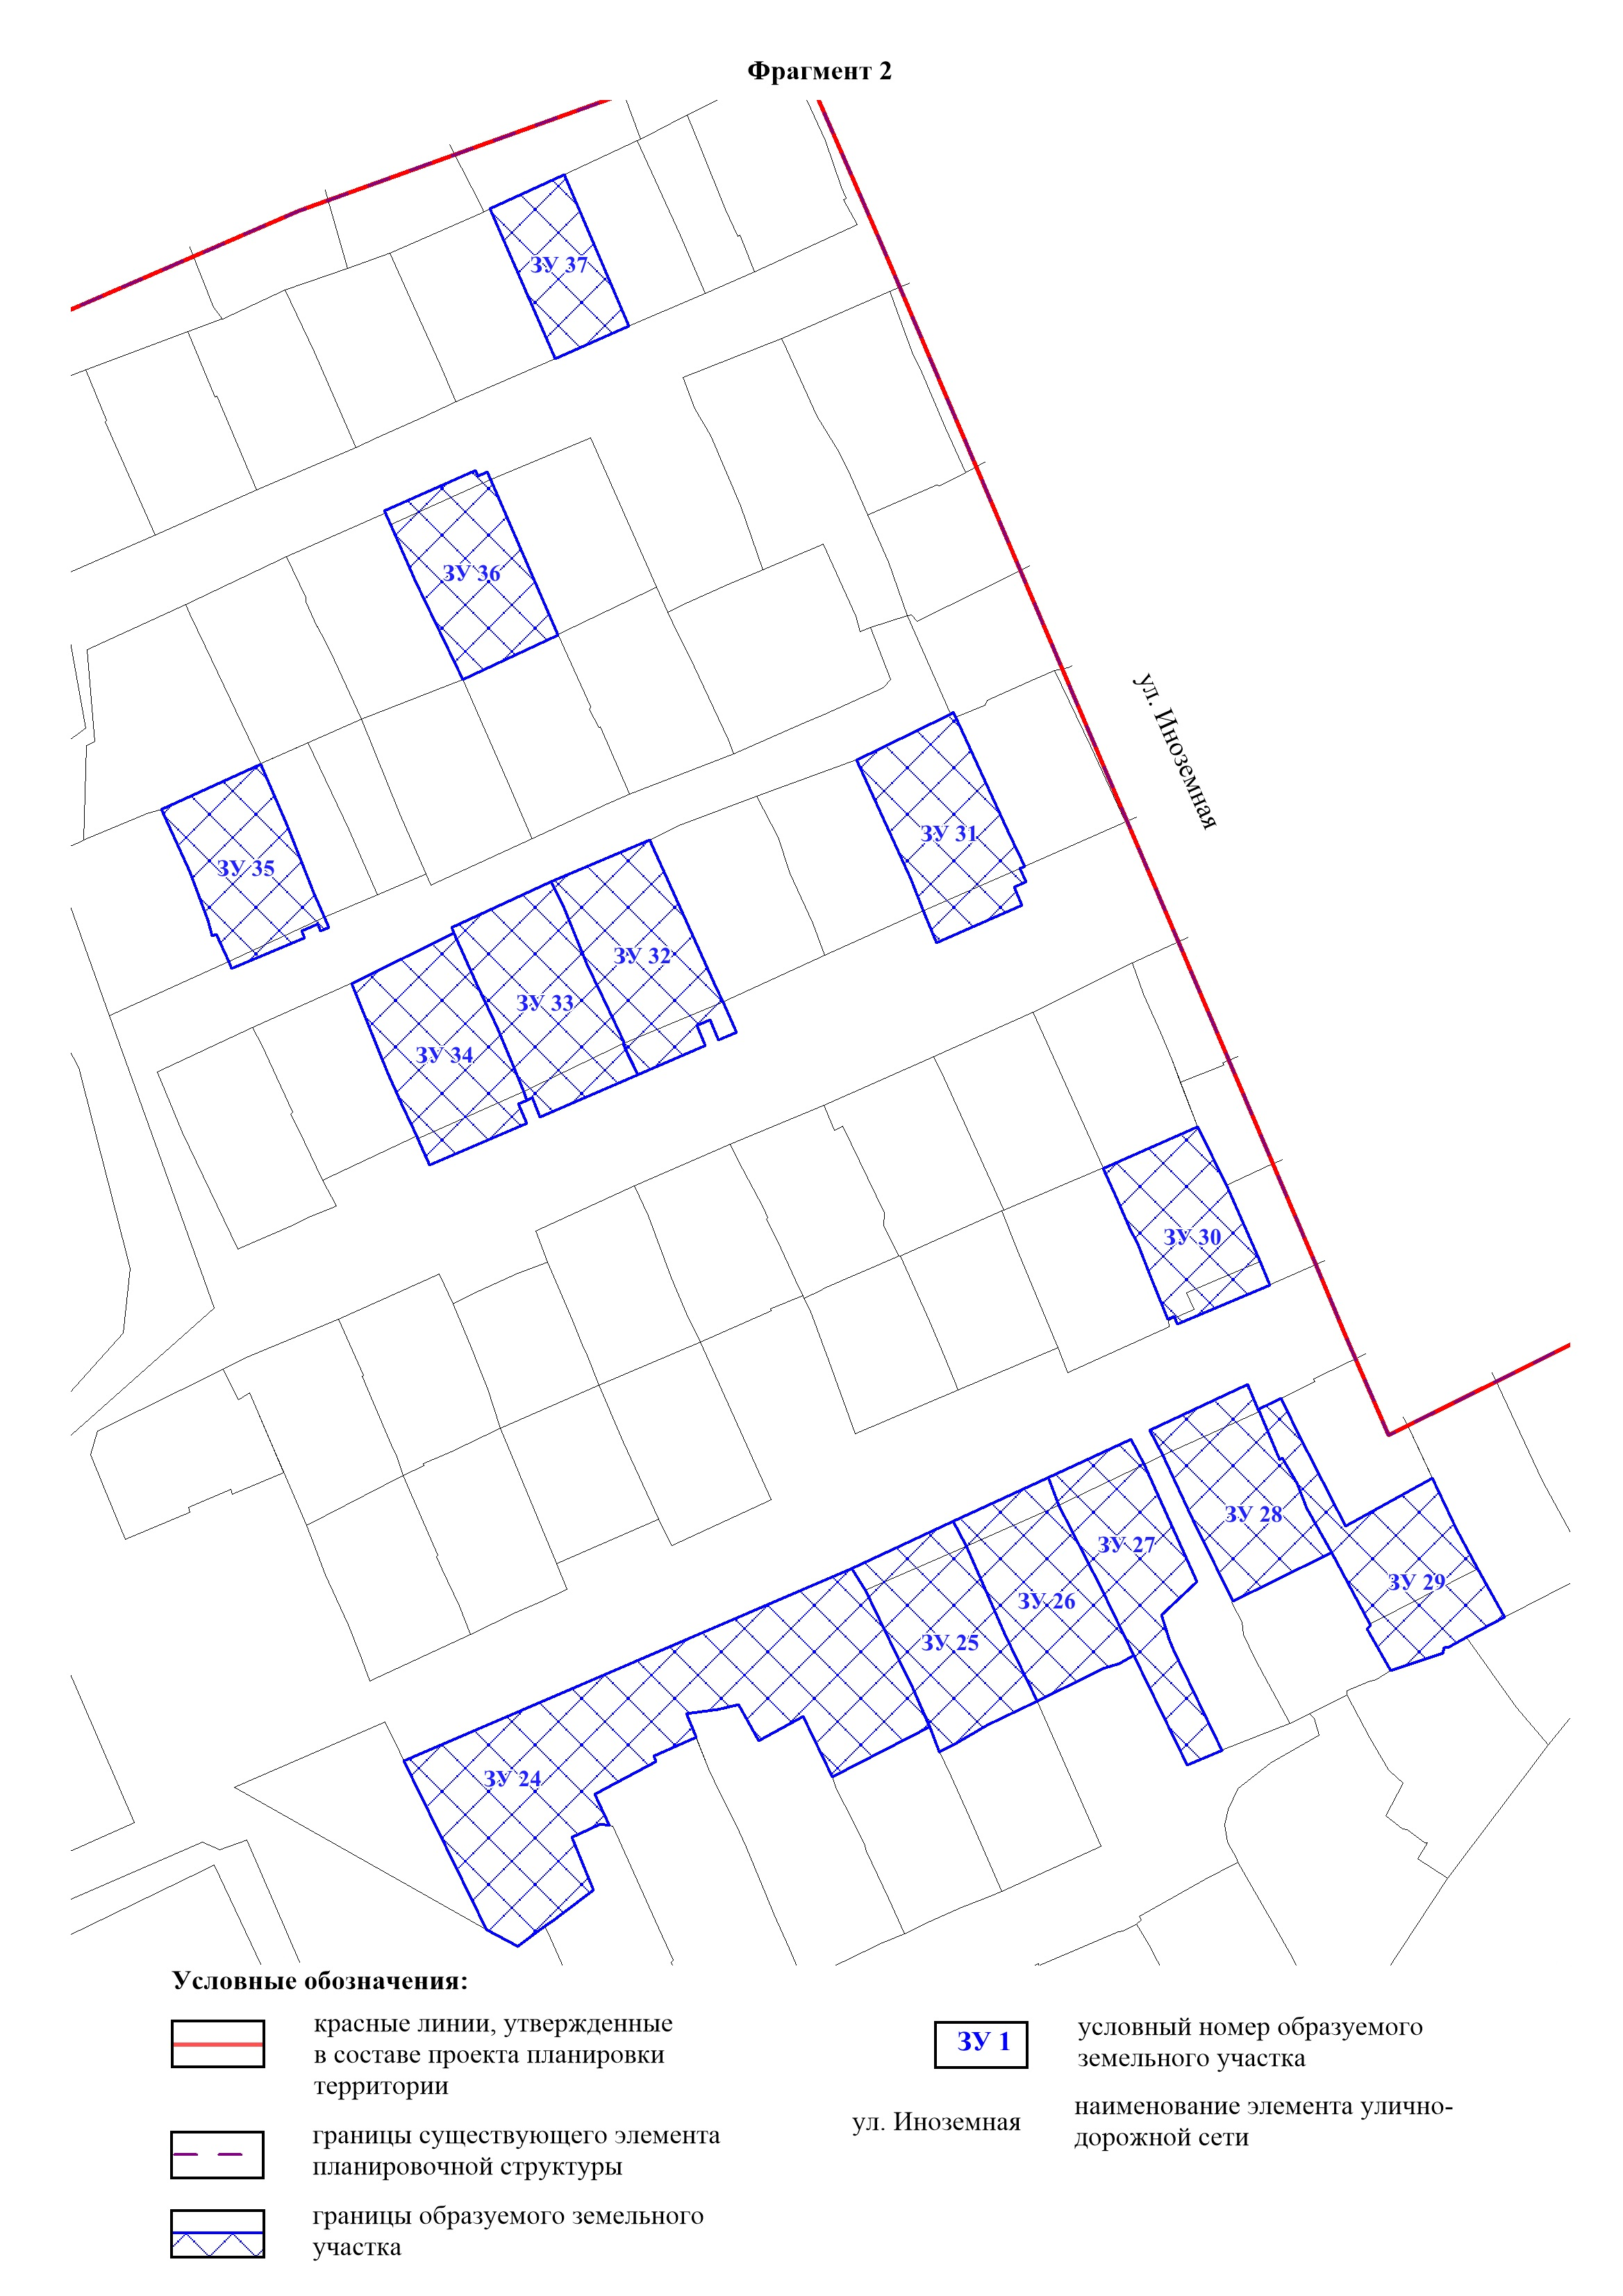 Фрагмент 2
ЗУ 37
ЗУ 36
ул. Иноземная
ЗУ 31
ЗУ 35
ЗУ 32
ЗУ 33
ЗУ 34
ЗУ 30
ЗУ 28
ЗУ 27
ЗУ 29
ЗУ 26
ЗУ 25
ЗУ 24
Условные обозначения:
красные линии, утвержденные
в составе проекта планировки
территории
границы существующего элемента
планировочной структуры
границы образуемого земельного
участка
ЗУ 1
условный номер образуемого
земельного участка
ул. Иноземная
наименование элемента улично-
дорожной сети